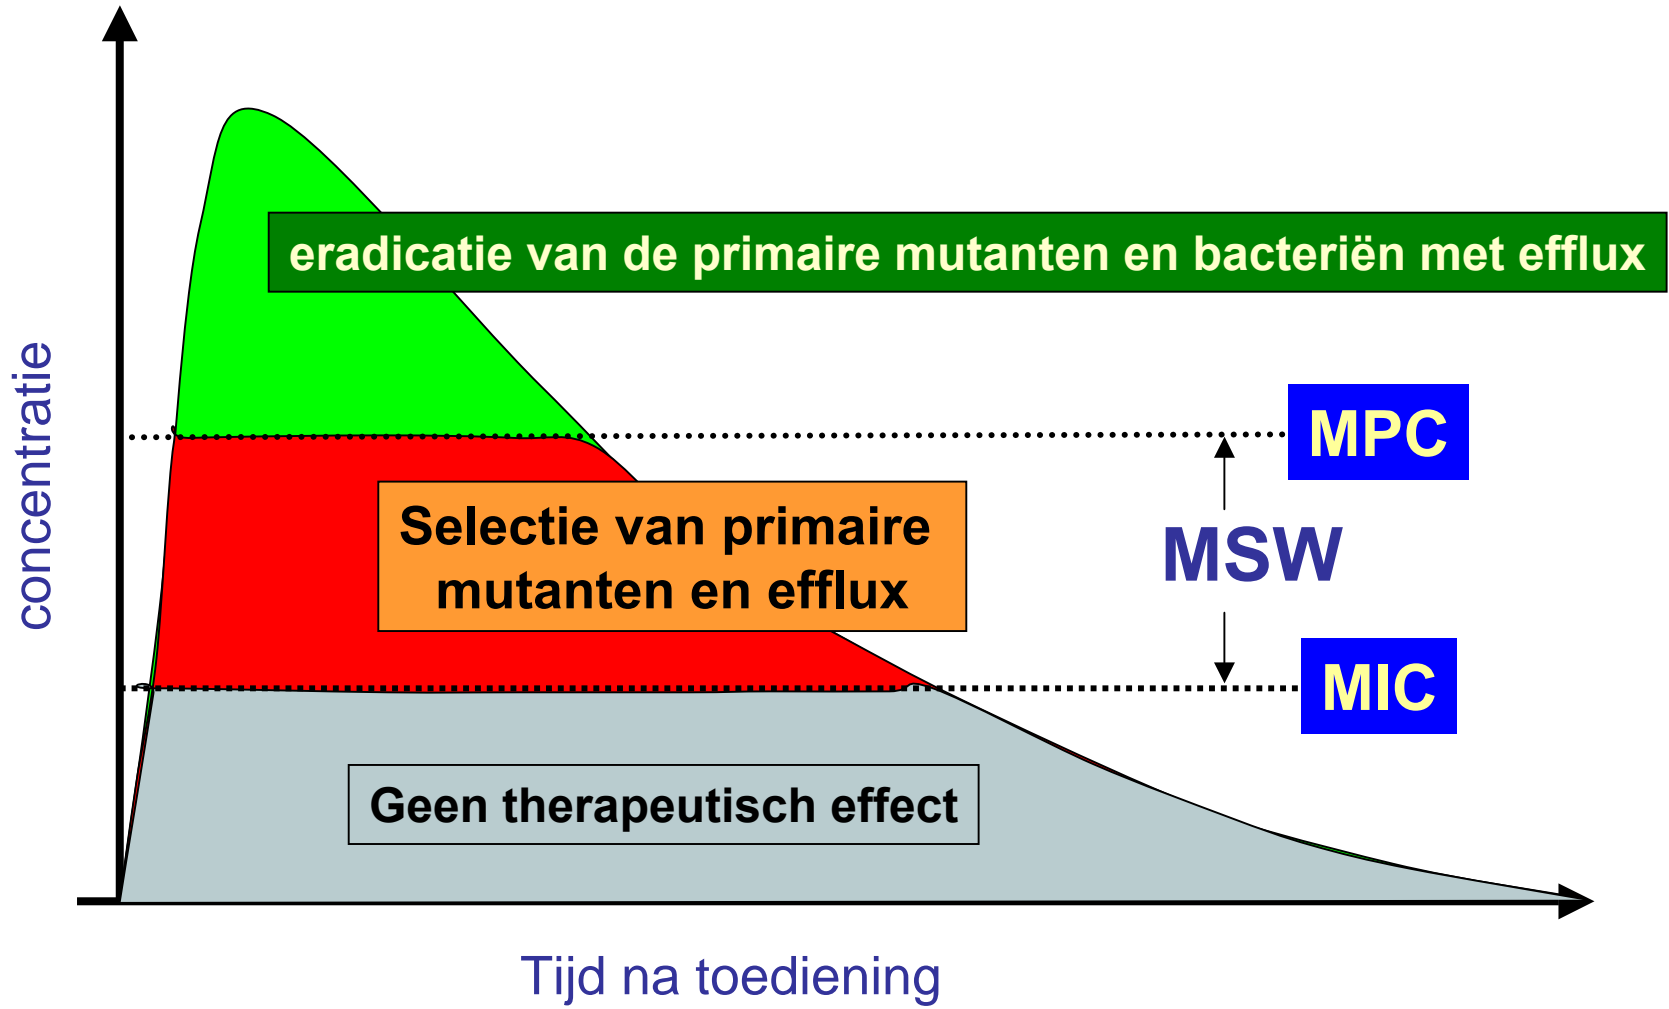 eradicatie van de primaire mutanten en bacteriën met efflux
concentratie
MPC
Selectie van primaire
mutanten en efflux
MSW
MIC
Geen therapeutisch effect
Tijd na toediening